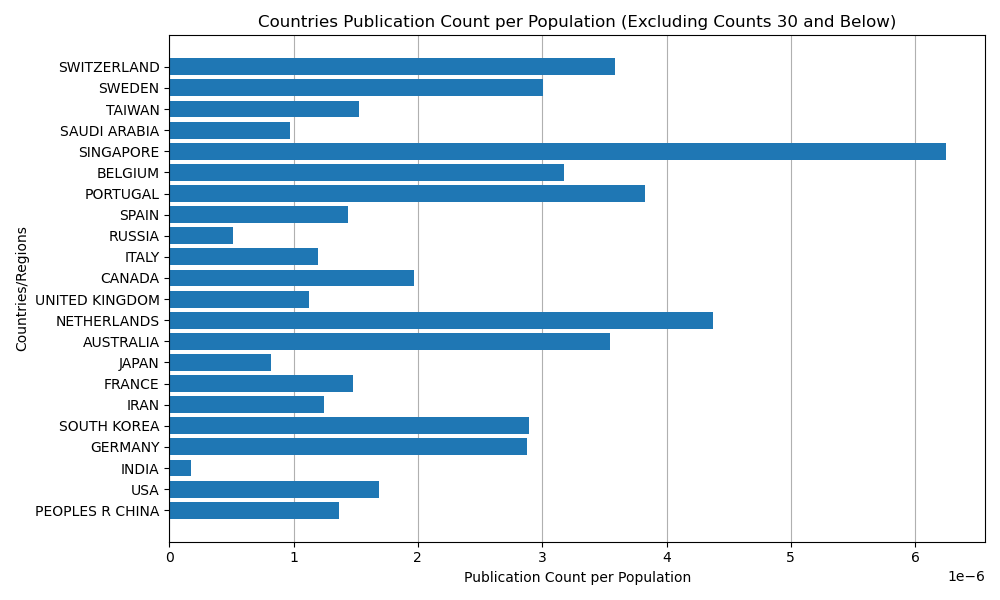 Countries Publication Count per Population (Excluding Counts 30 and Below)
Countries/Regions
SWITZERLAND
SWEDEN
TAIWAN
SAUDI ARABIA
SINGAPORE
BELGIUM
PORTUGAL
SPAIN
RUSSIA
ITALY
CANADA
UNITED KINGDOM
NETHERLANDS
AUSTRALIA
JAPAN
FRANCE
IRAN
SOUTH KOREA
GERMANY
INDIA
USA
PEOPLES R CHINA
0 1 2 3 4 5 6
1e−6
Publication Count per Population